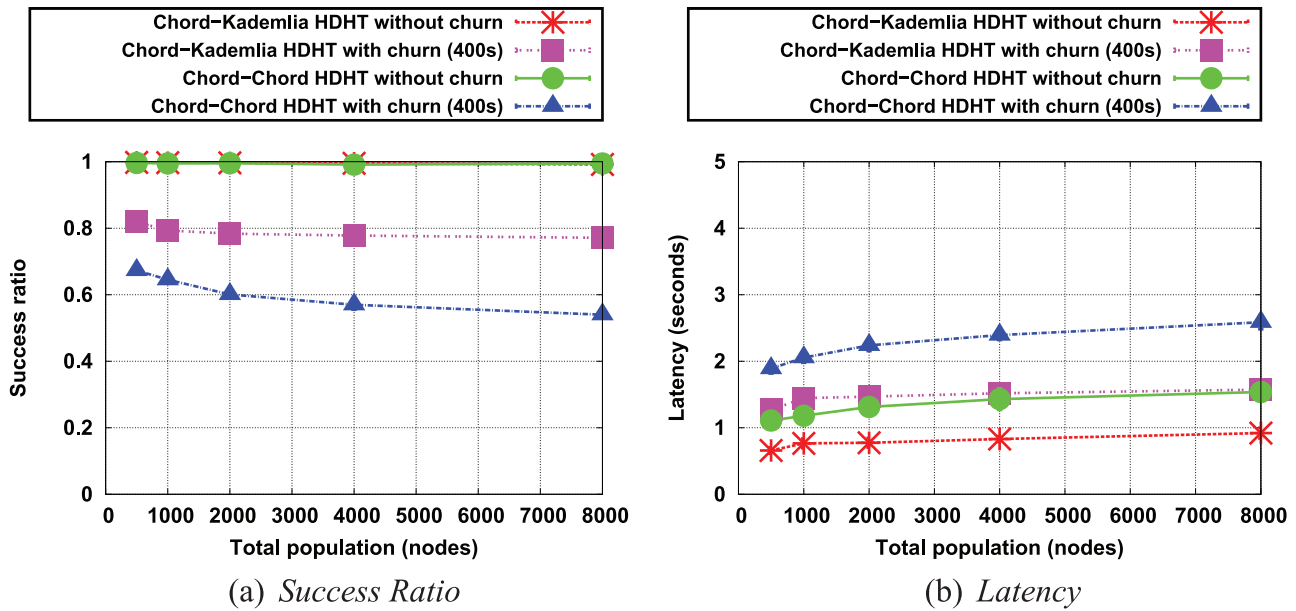 Chord−Kademlia HDHT without churn
Chord−Kademlia HDHT with churn (400s)
Chord−Chord HDHT without churn
Chord−Chord HDHT with churn (400s)
1
0.8
0.6
0.4
0.2
0
Success ratio
0 1000 2000 3000 4000 5000 6000 7000 8000
Total population (nodes)
(a) Success Ratio
Chord−Kademlia HDHT without churn
Chord−Kademlia HDHT with churn (400s)
Chord−Chord HDHT without churn
Chord−Chord HDHT with churn (400s)
5
4
3
2
1
0
Latency (seconds)
0 1000 2000 3000 4000 5000 6000 7000 8000
Total population (nodes)
(b) Latency